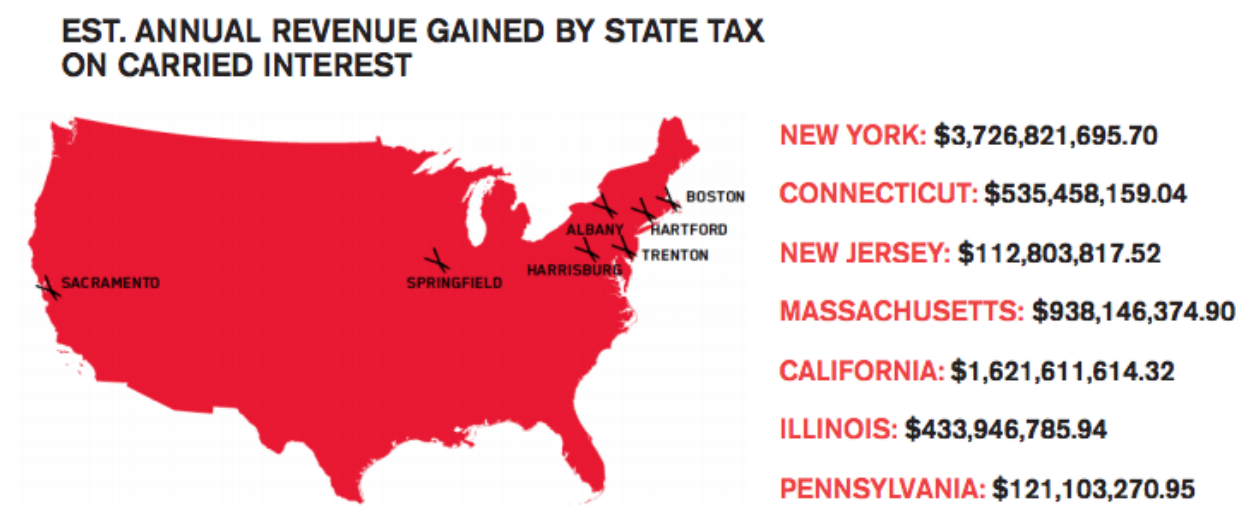 EST. ANNUAL REVENUE GAINED BY STATE TAX
ON CARRIED INTEREST
NEW YORK: $3,726,821,695.70
CONNECTICUT: $535,458,159.04
NEW JERSEY: $112,803,817.52
MASSACHUSETTS: $938,146,374.90
CALIFORNIA: $1,621,611,614.32
ILLINOIS: $433,946,785.94
PENNSYLVANIA: $121,103,270.95
BOSTON
ALBANY
HARTFORD
TRENTON
HARRISBURG
SPRINGFIELD
SACRAMENTO